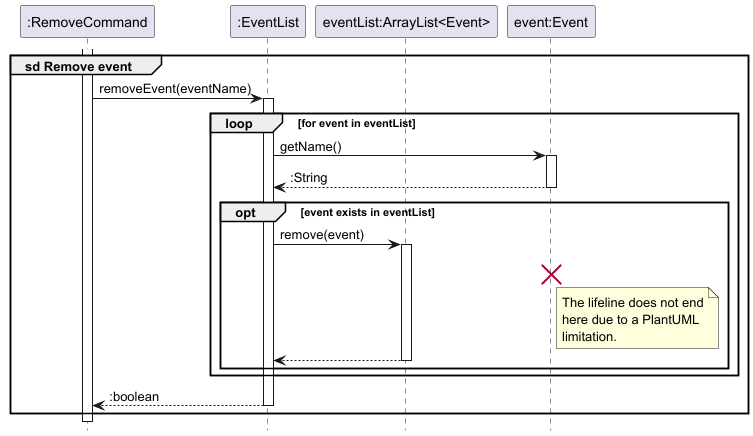 :RemoveCommand
:EventList
eventList:ArrayList<Event>
event:Event
sd Remove event
removeEvent(eventName)
loop
[for event in eventList]
getName()
:String
opt
[event exists in eventList]
remove(event)
The lifeline does not end
here due to a PlantUML
limitation.
:boolean